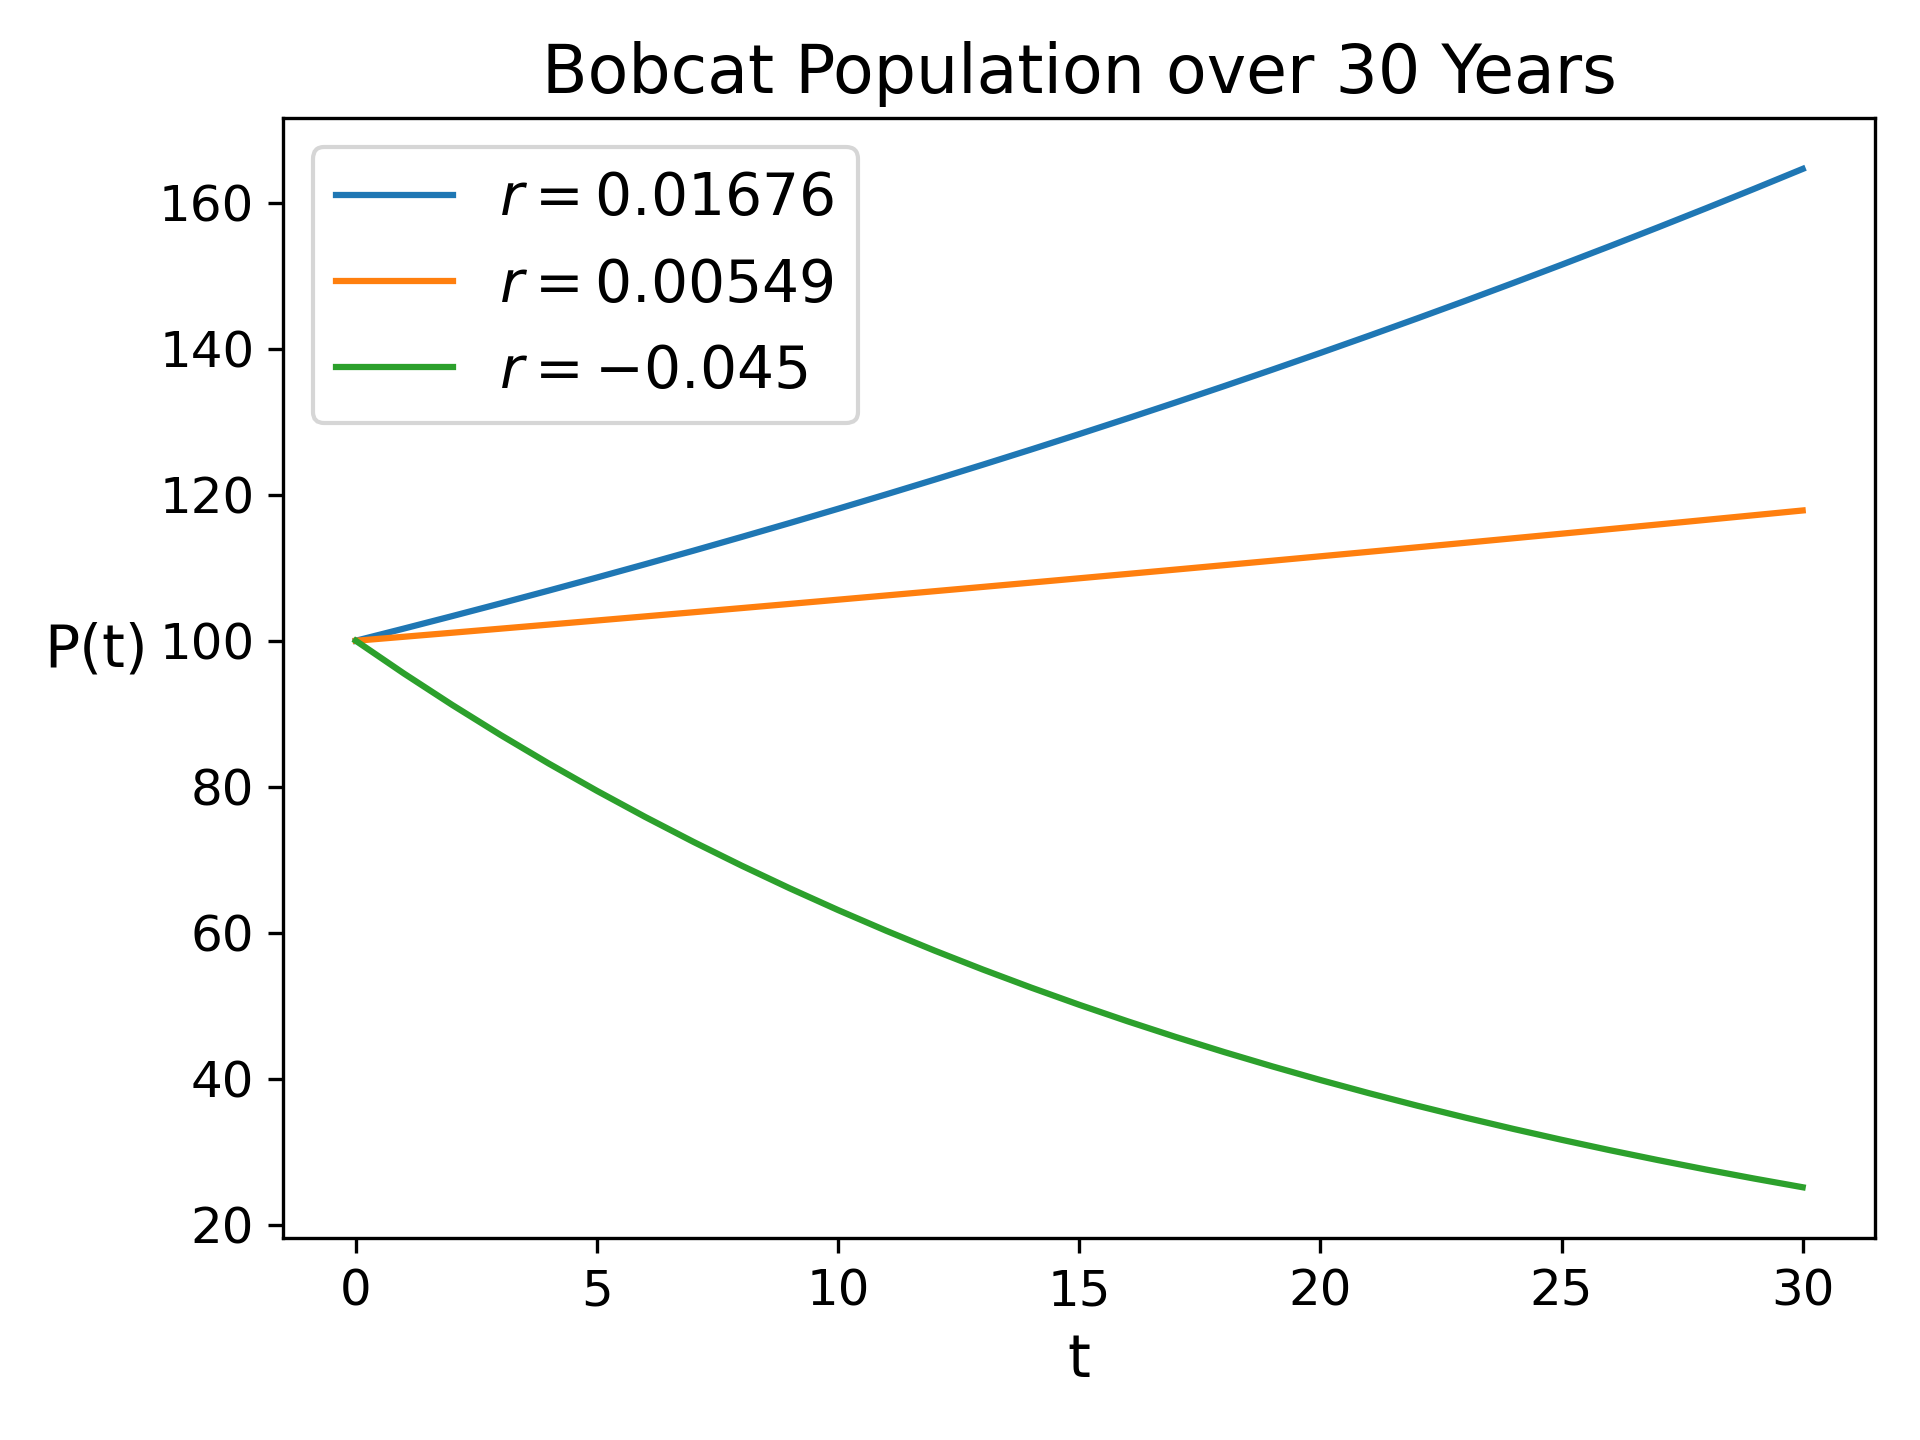 Bobcat Population over 30 Years
r = 0.01676
r = 0.00549
r = −0.045
160
140
120
100
80
60
40
20
P(t)
0 5 10 15 20 25 30
t